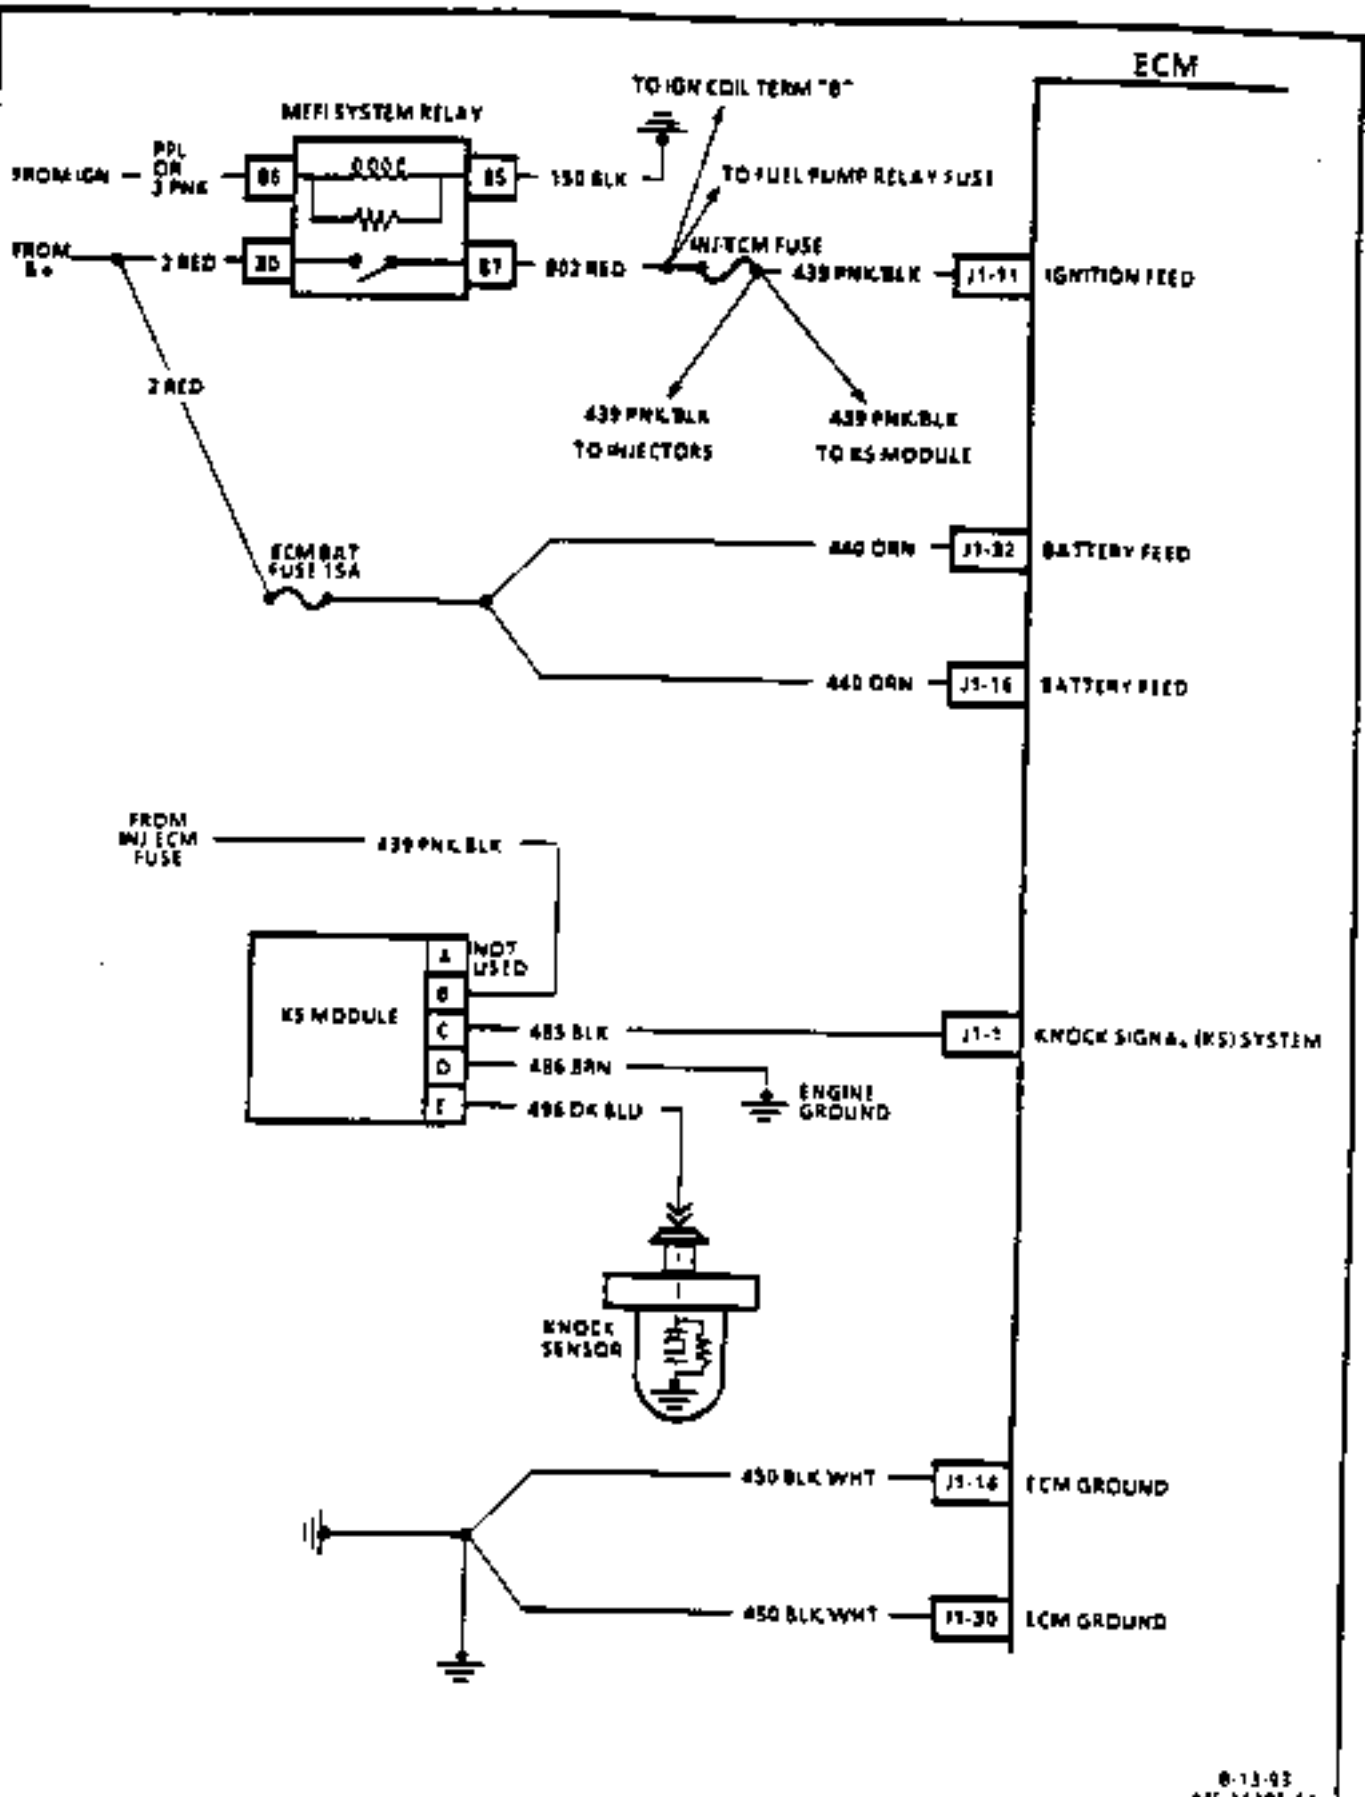 ECM
TO IGN COIL TERM "B"
MEFI SYSTEM RELAY
FROM IGN
PPL
OR
3 PNK
86
85
150 BLK
TO FUEL PUMP RELAY FUSE
FROM
B+
2 RED
30
87
902 RED
INJ/ECM FUSE
439 PNK/BLK
J1-11
IGNITION FEED
2 RED
439 PNK/BLK
TO INJECTORS
439 PNK/BLK
TO KS MODULE
ECM BAT
FUSE 15A
440 ORN
J1-32
BATTERY FEED
440 ORN
J1-16
BATTERY FEED
FROM
INJ ECM
FUSE
439 PNK/BLK
KS MODULE
A
NOT
USED
B
C
485 BLK
J1-1
KNOCK SIGNAL (KS) SYSTEM
D
486 BRN
ENGINE
GROUND
E
496 DK BLU
KNOCK
SENSOR
450 BLK/WHT
ECM GROUND
450 BLK/WHT
J1-30
ECM GROUND
8-13-93